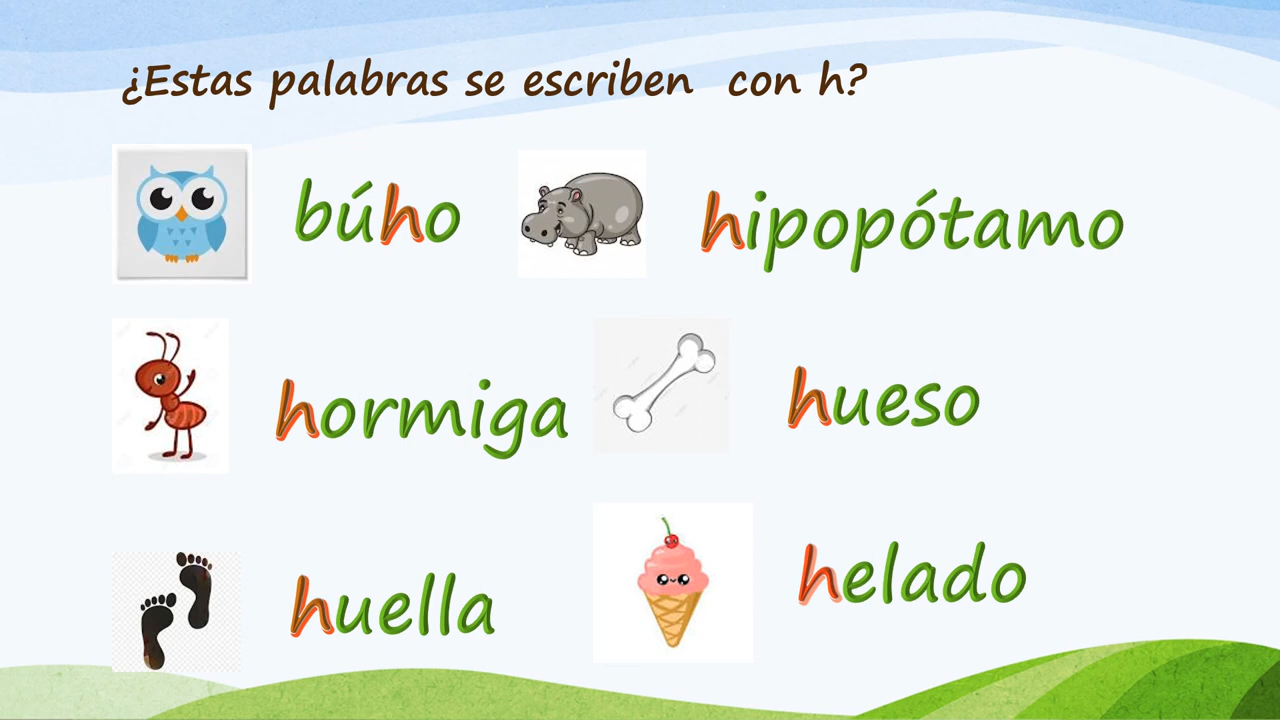 ¿Estas palabras se escriben con h?
búho
hipopótamo
hormiga
hueso
huella
helado